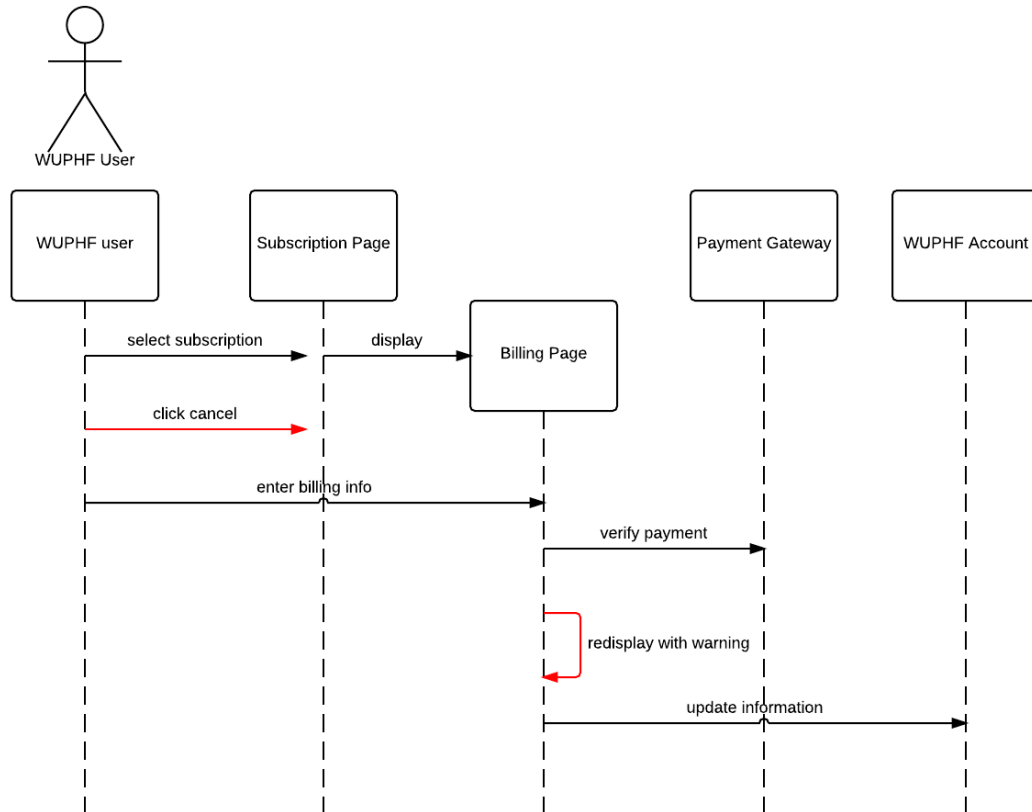 WUPHF User
WUPHF user
Subscription Page
Payment Gateway
WUPHF Account
Billing Page
select subscription
display
click cancel
enter billing info
verify payment
redisplay with warning
update information